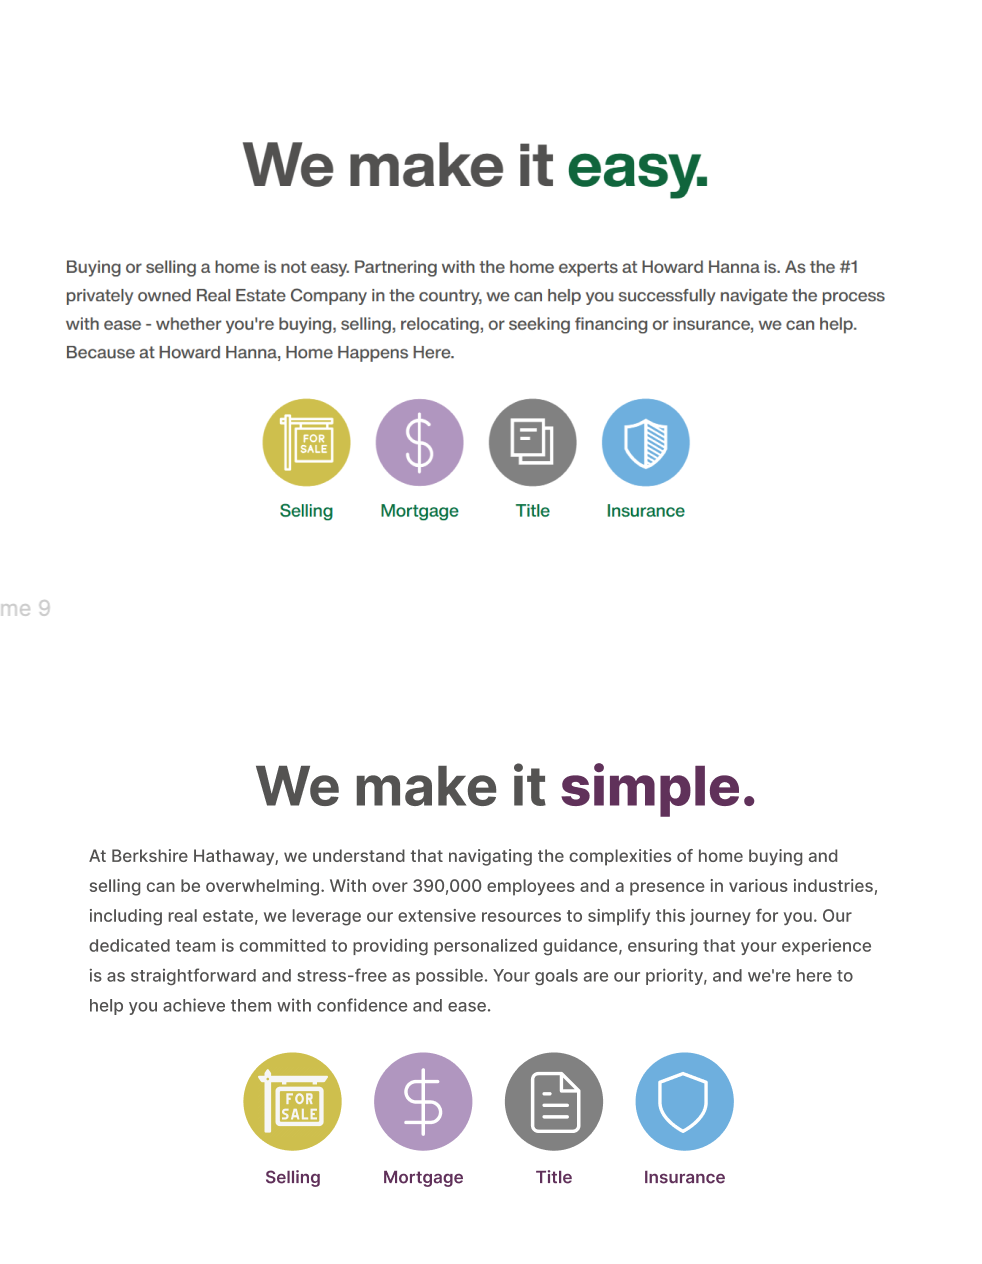 We make it easy.
Buying or selling a home is not easy. Partnering with the home experts at Howard Hanna is. As the #1
privately owned Real Estate Company in the country, we can help you successfully navigate the process
with ease - whether you're buying, selling, relocating, or seeking financing or insurance, we can help.
Because at Howard Hanna, Home Happens Here.
FOR
SALE
Selling Mortgage Title Insurance
me 9
We make it simple.
At Berkshire Hathaway, we understand that navigating the complexities of home buying and
selling can be overwhelming. With over 390,000 employees and a presence in various industries,
including real estate, we leverage our extensive resources to simplify this journey for you. Our
dedicated team is committed to providing personalized guidance, ensuring that your experience
is as straightforward and stress-free as possible. Your goals are our priority, and we're here to
help you achieve them with confidence and ease.
FOR
SALE
Selling Mortgage Title Insurance